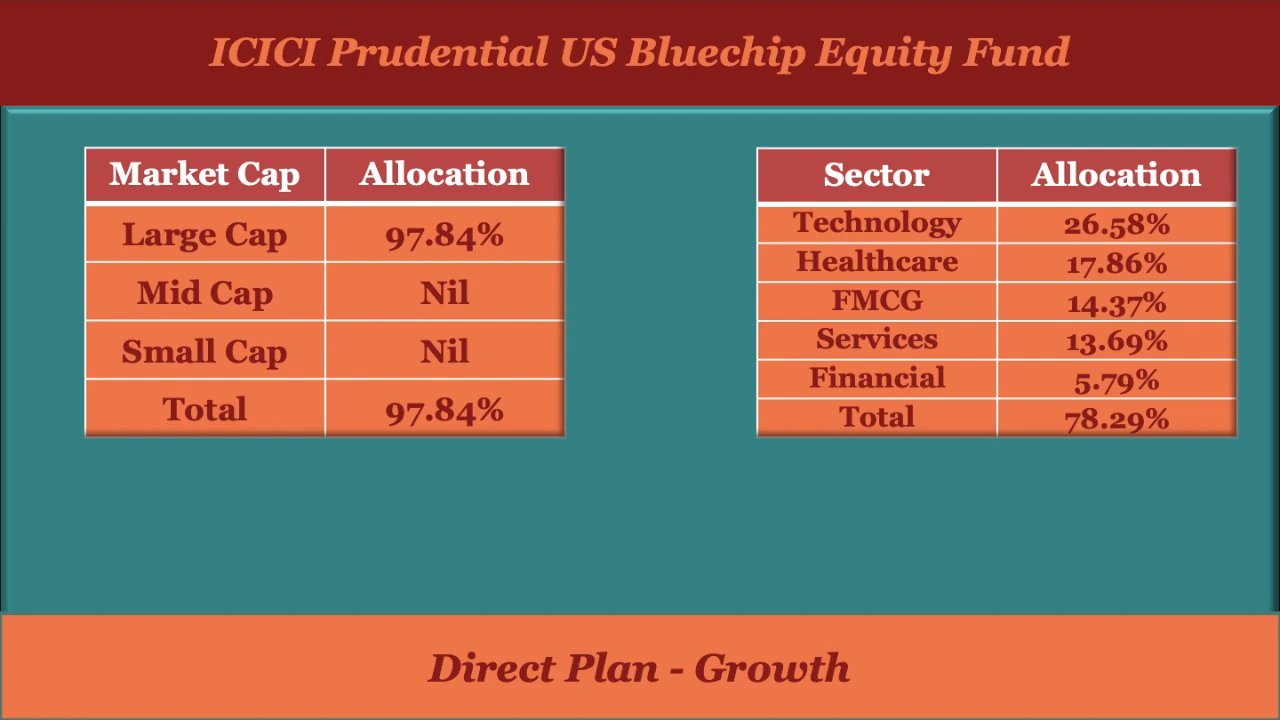 ICICI Prudential US Bluechip Equity Fund
Market Cap Allocation
Large Cap 97.84%
Mid Cap Nil
Small Cap Nil
Total 97.84%
Sector Allocation
Technology 26.58%
Healthcare 17.86%
FMCG 14.37%
Services 13.69%
Financial 5.79%
Total 78.29%
Direct Plan - Growth